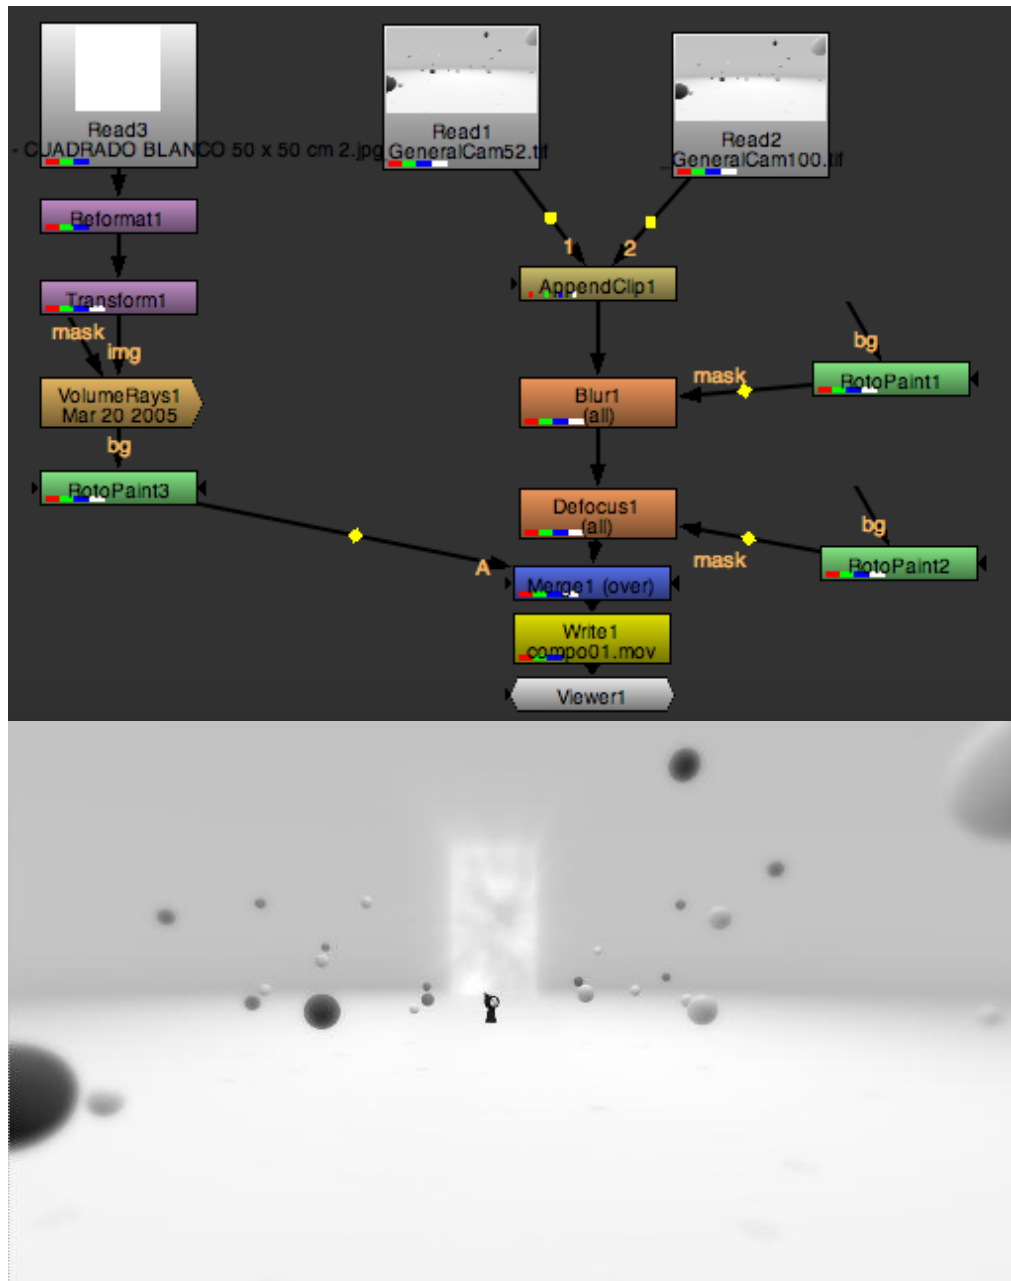 Read3
- CUADRADO BLANCO 50 x 50 cm 2.jpg
Read1
_GeneralCam52.tif
Read2
_GeneralCam100.tif
Reformat1
Transform1
mask
img
VolumeRays1
Mar 20 2005
bg
RotoPaint3
1
2
AppendClip1
bg
mask
RotoPaint1
Blur1
(all)
Defocus1
(all)
bg
mask
RotoPaint2
A
Merge1 (over)
Write1
compo01.mov
Viewer1